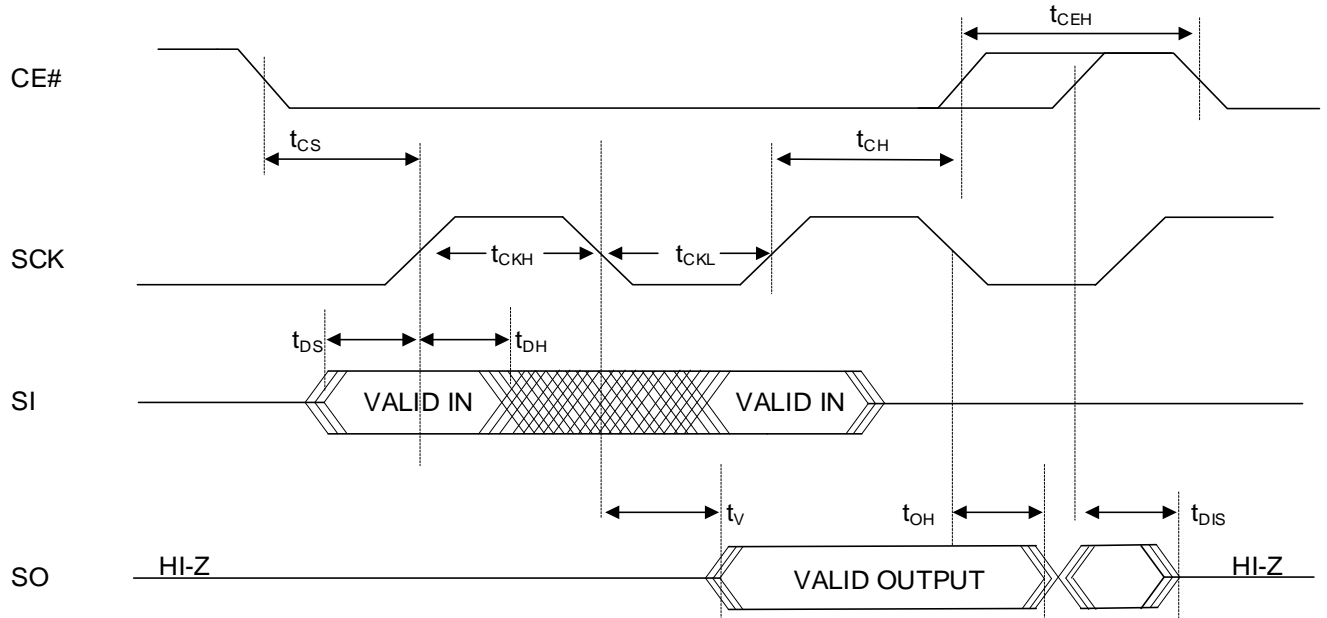 tCEH
CE#
tCS
tCH
SCK
tCKH
tCKL
tDS
tDH
SI
VALID IN
VALID IN
tV
tOH
tDIS
SO
HI-Z
VALID OUTPUT
HI-Z